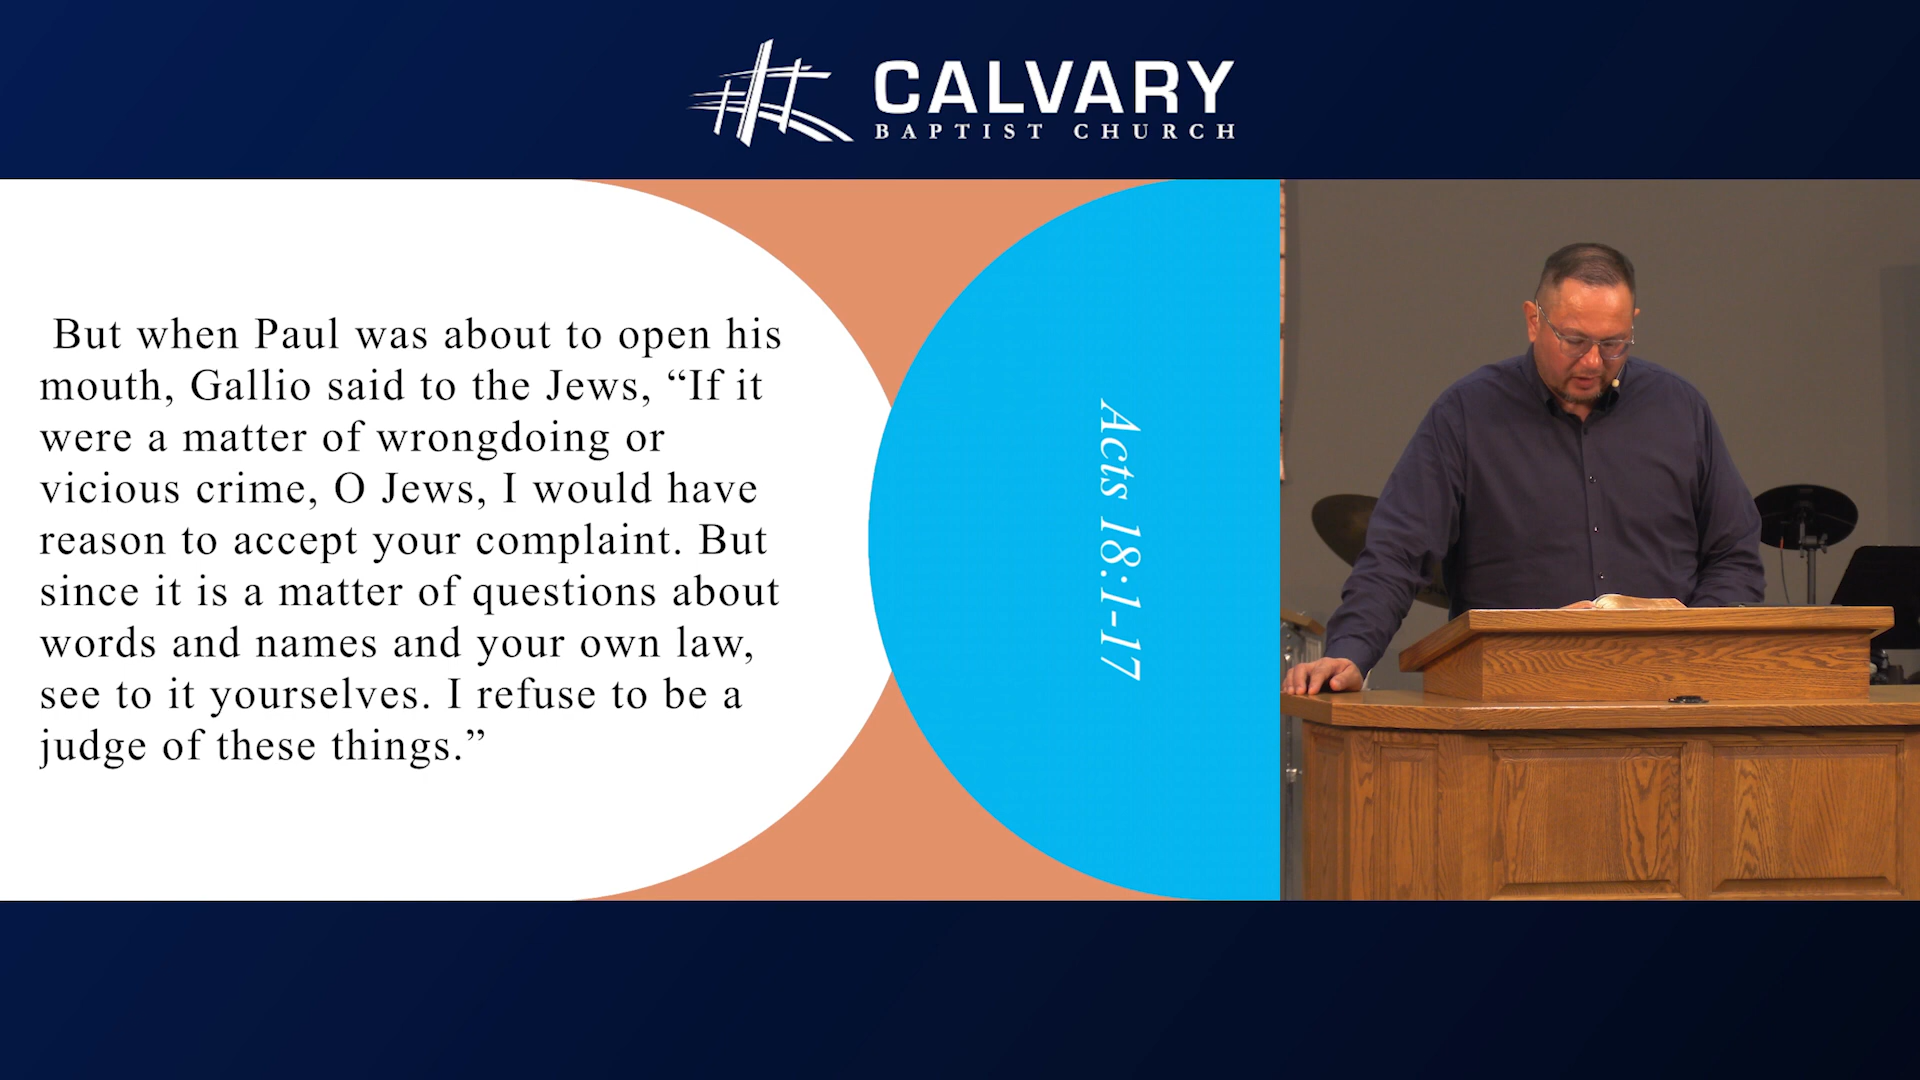 CALVARY
BAPTIST CHURCH
But when Paul was about to open his
mouth, Gallio said to the Jews, “If it
were a matter of wrongdoing or
vicious crime, O Jews, I would have
reason to accept your complaint. But
since it is a matter of questions about
words and names and your own law,
see to it yourselves. I refuse to be a
judge of these things.”
Acts 18:1-17